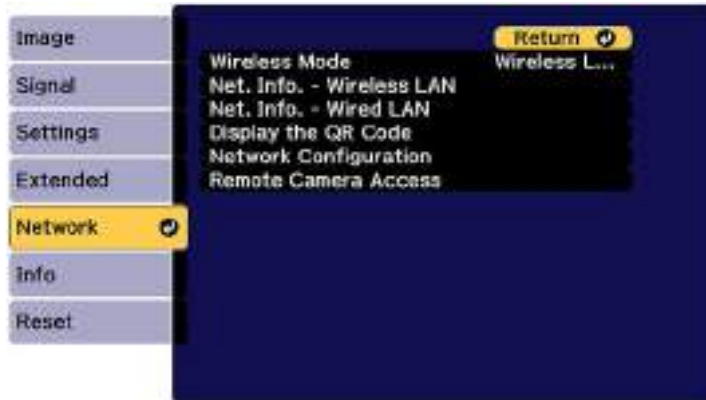 Image
Signal
Settings
Extended
Network
Info
Reset
Return
Wireless Mode Wireless L...
Net. Info. - Wireless LAN
Net. Info. - Wired LAN
Display the QR Code
Network Configuration
Remote Camera Access